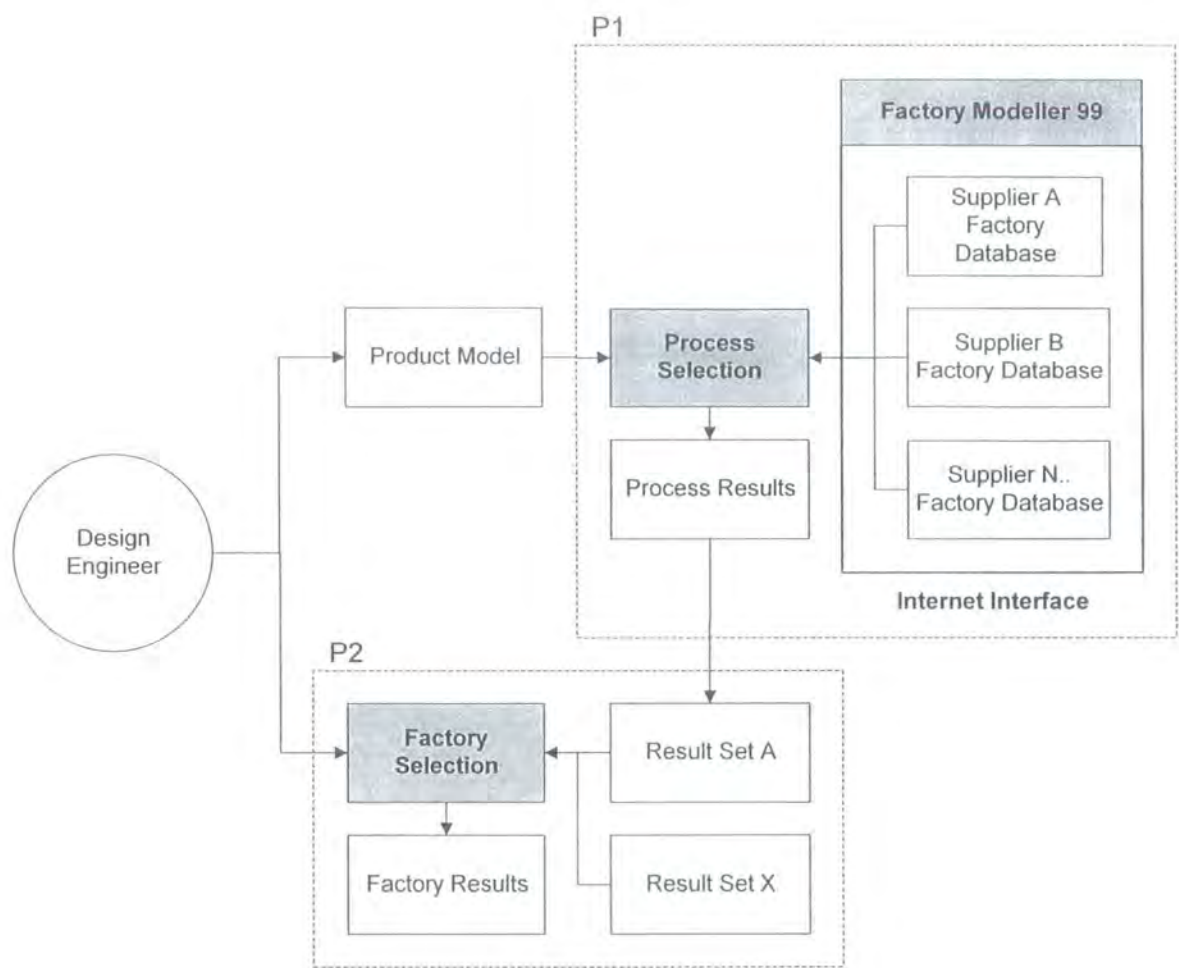 P1
Factory Modeller 99
Supplier A
Factory
Database
Product Model
Process
Selection
Supplier B
Factory Database
Process Results
Supplier N..
Factory Database
Design
Engineer
Internet Interface
P2
Factory
Selection
Result Set A
Factory Results
Result Set X